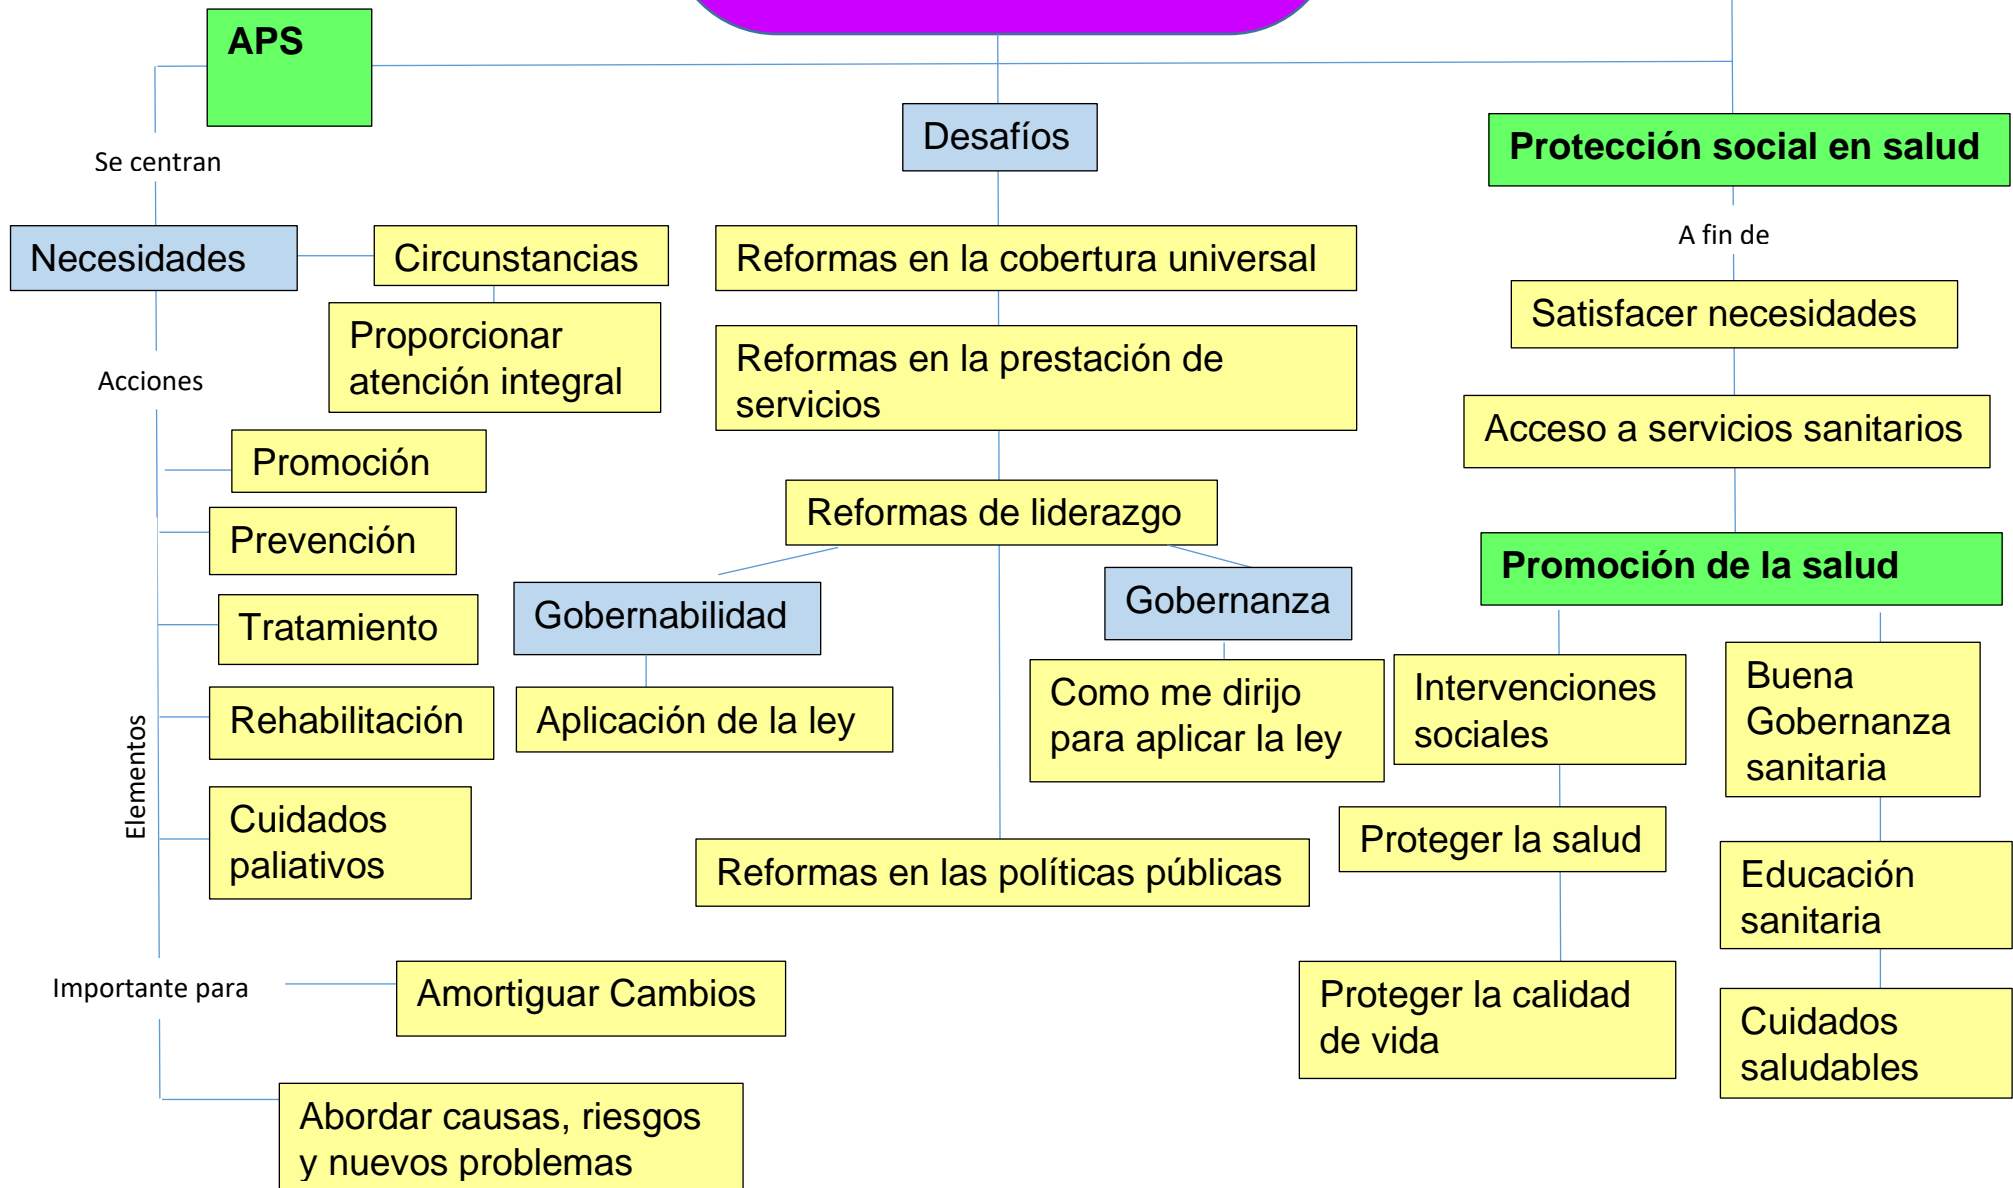 APS
Se centran
Necesidades
Circunstancias
Proporcionar
atención integral
Acciones
Promoción
Prevención
Tratamiento
Rehabilitación
Cuidados
paliativos
Elementos
Importante para
Amortiguar Cambios
Abordar causas, riesgos
y nuevos problemas
Desafíos
Reformas en la cobertura universal
Reformas en la prestación de
servicios
Reformas de liderazgo
Gobernabilidad
Aplicación de la ley
Gobernanza
Como me dirijo
para aplicar la ley
Reformas en las políticas públicas
Protección social en salud
A fin de
Satisfacer necesidades
Acceso a servicios sanitarios
Promoción de la salud
Intervenciones
sociales
Proteger la salud
Proteger la calidad
de vida
Buena
Gobernanza
sanitaria
Educación
sanitaria
Cuidados
saludables